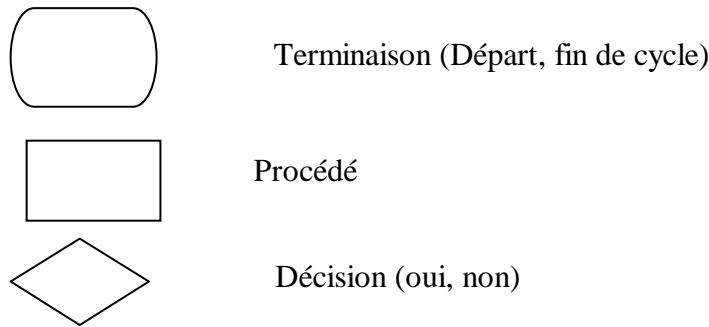 Terminaison (Départ, fin de cycle)
Procédé
Décision (oui, non)